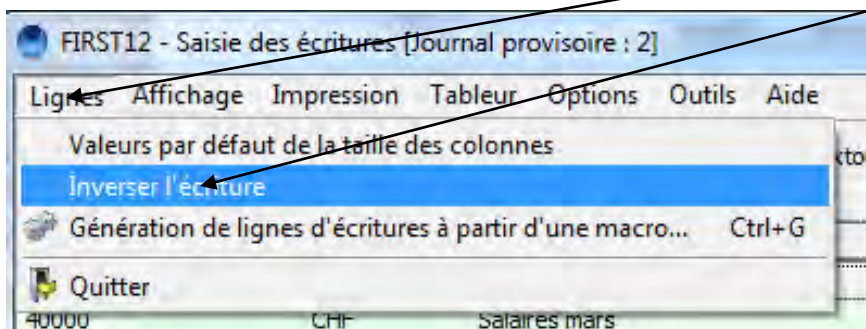 FIRST12 - Saisie des écritures [Journal provisoire : 2]
Lignes Affichage Impression Tableur Options Outils Aide
Valeurs par défaut de la taille des colonnes
Inverser l'écriture
Génération de lignes d'écritures à partir d'une macro... Ctrl+G
Quitter
40000 CHF Salaires mars